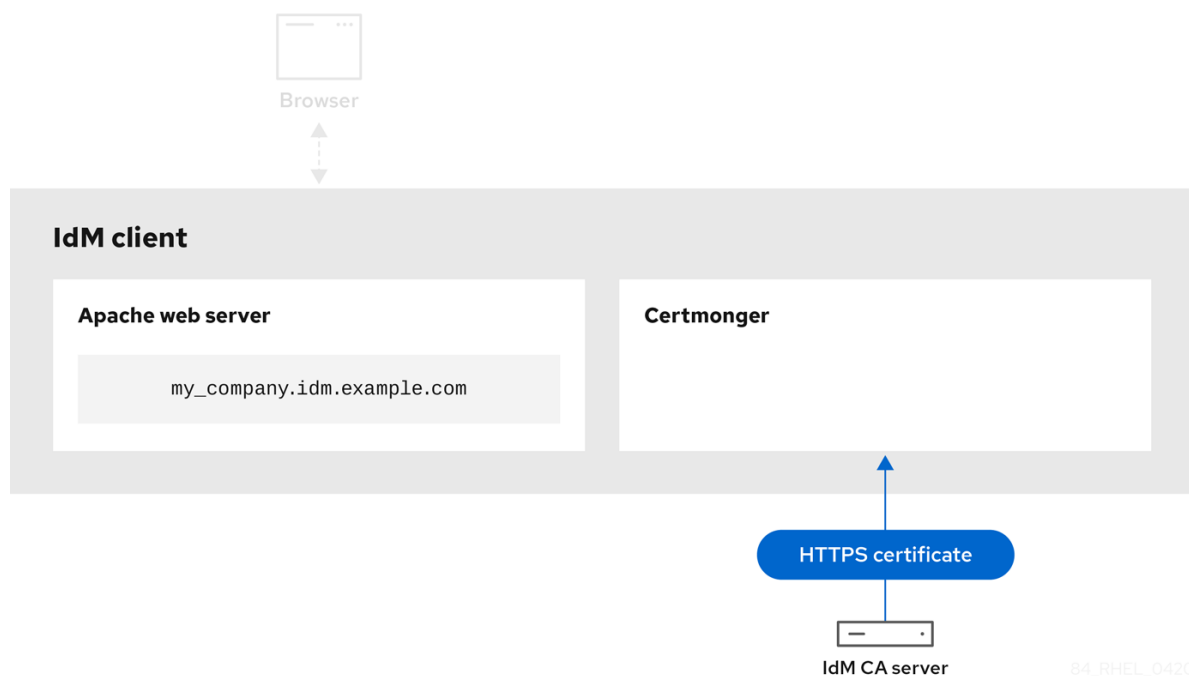 Browser
IdM client
Apache web server
my_company.idm.example.com
Certmonger
HTTPS certificate
IdM CA server
84_RHEL_0420